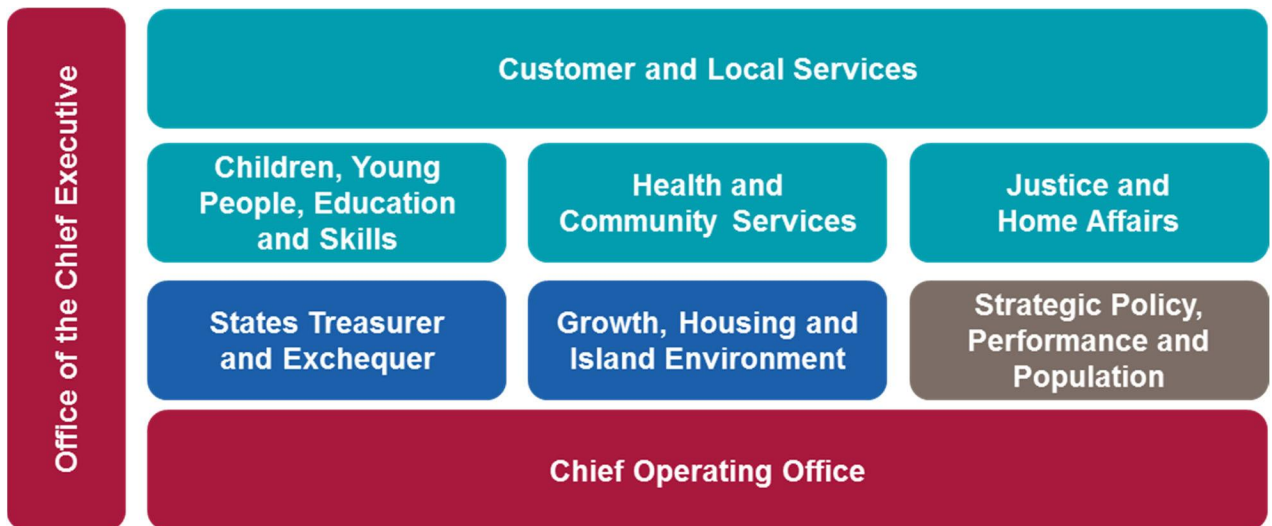 Office of the Chief Executive
Customer and Local Services
Children, Young
People, Education
and Skills
Health and
Community Services
Justice and
Home Affairs
States Treasurer
and Exchequer
Growth, Housing and
Island Environment
Strategic Policy,
Performance and
Population
Chief Operating Office